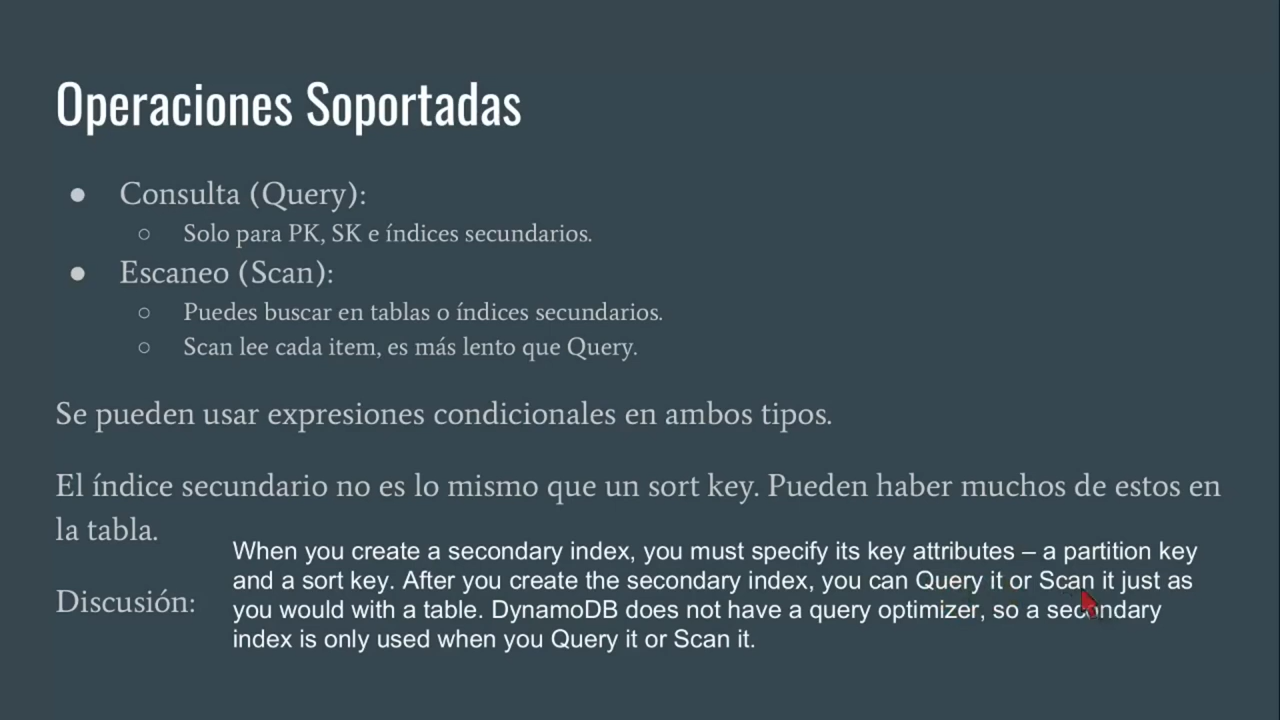 Operaciones Soportadas
● Consulta (Query):
○ Solo para PK, SK e índices secundarios.
● Escaneo (Scan):
○ Puedes buscar en tablas o índices secundarios.
○ Scan lee cada item, es más lento que Query.
Se pueden usar expresiones condicionales en ambos tipos.
El índice secundario no es lo mismo que un sort key. Pueden haber muchos de estos en
la tabla.
Discusión:
When you create a secondary index, you must specify its key attributes – a partition key
and a sort key. After you create the secondary index, you can Query it or Scan it just as
you would with a table. DynamoDB does not have a query optimizer, so a secondary
index is only used when you Query it or Scan it.